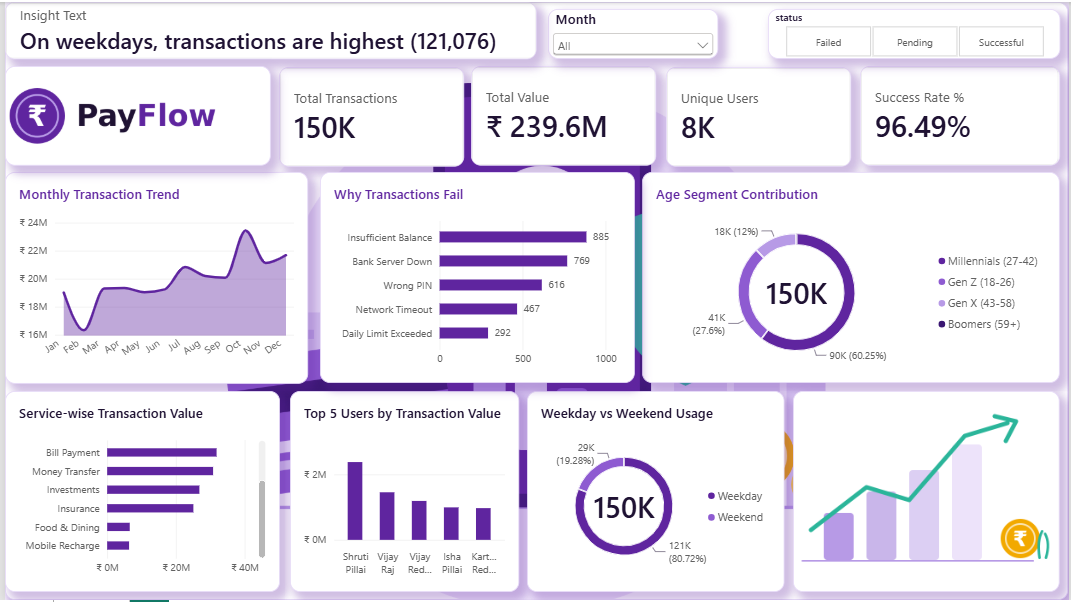 Insight Text
On weekdays, transactions are highest (121,076)
Month
All
status
Failed
Pending
Successful
₹
PayFlow
Total Transactions
150K
Total Value
₹ 239.6M
Unique Users
8K
Success Rate %
96.49%
Monthly Transaction Trend
₹ 24M
₹ 22M
₹ 20M
₹ 18M
₹ 16M
Jan Feb Mar Apr May Jun Jul Aug Sep Oct Nov Dec
Why Transactions Fail
Insufficient Balance 885
Bank Server Down 769
Wrong PIN 616
Network Timeout 467
Daily Limit Exceeded 292
0 500 1000
Age Segment Contribution
18K (12%)
41K
(27.6%)
150K
90K (60.25%)
Millennials (27-42)
Gen Z (18-26)
Gen X (43-58)
Boomers (59+)
Service-wise Transaction Value
Bill Payment
Money Transfer
Investments
Insurance
Food & Dining
Mobile Recharge
₹ 0M ₹ 20M ₹ 40M
Top 5 Users by Transaction Value
₹ 2M
₹ 0M
Shruti Vijay Vijay Isha Kart...
Pillai Raj Red... Pillai Red...
Weekday vs Weekend Usage
29K
(19.28%)
150K
121K
(80.72%)
Weekday
Weekend
₹